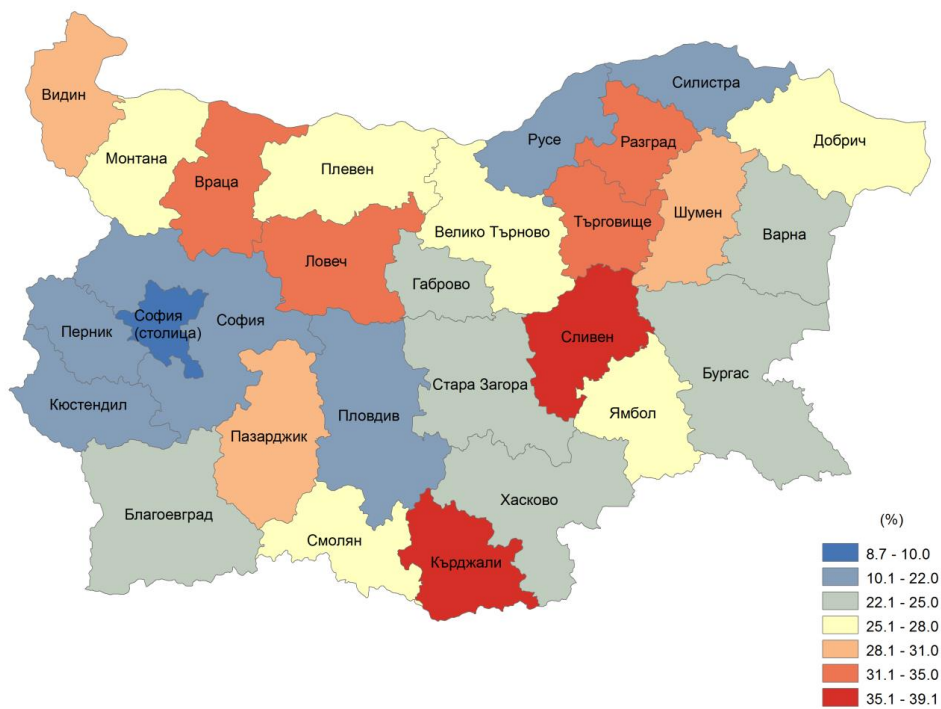 Видин
Монтана
Враца
Плевен
Русе
Силистра
Разград
Добрич
Шумен
Търговище
Варна
Велико Търново
Ловеч
Габрово
София
(столица)
София
Перник
Кюстендил
Сливен
Бургас
Стара Загора
Ямбол
Пловдив
Пазарджик
Хасково
Благоевград
Смолян
Кърджали
(%)
8.7 - 10.0
10.1 - 22.0
22.1 - 25.0
25.1 - 28.0
28.1 - 31.0
31.1 - 35.0
35.1 - 39.1